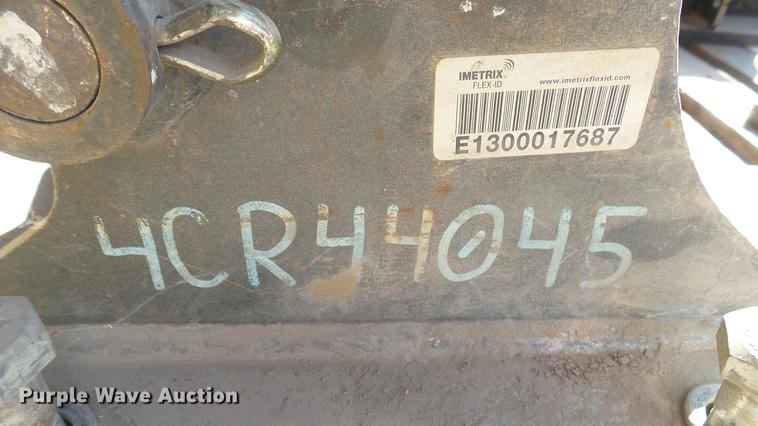 IMETRIX
FLEX-ID
www.imetrixflexid.com
E1300017687
4CR44045
Purple Wave Auction